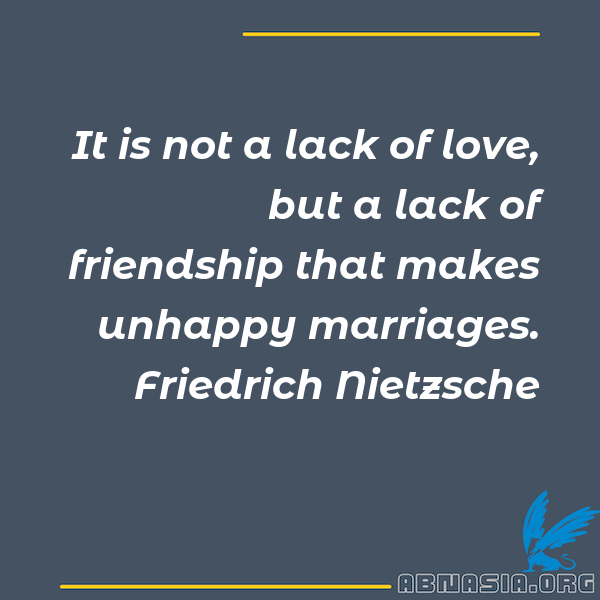 It is not a lack of love,
but a lack of
friendship that makes
unhappy marriages.
Friedrich Nietzsche
ABNASIA.ORG